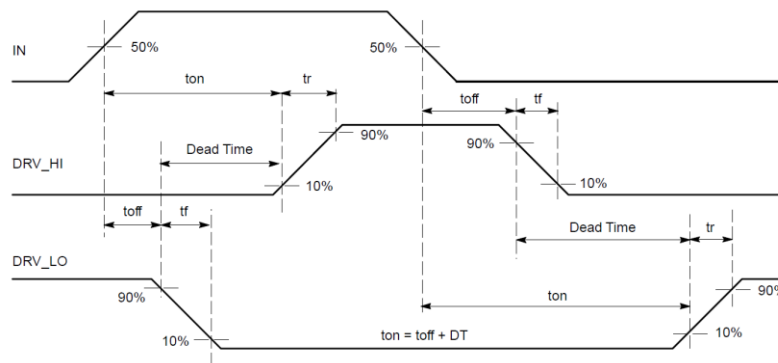 IN
50%
50%
ton
tr
toff
tf
DRV_HI
Dead Time
90%
90%
10%
10%
toff
tf
Dead Time
tr
DRV_LO
90%
90%
ton
10%
ton = toff + DT
10%